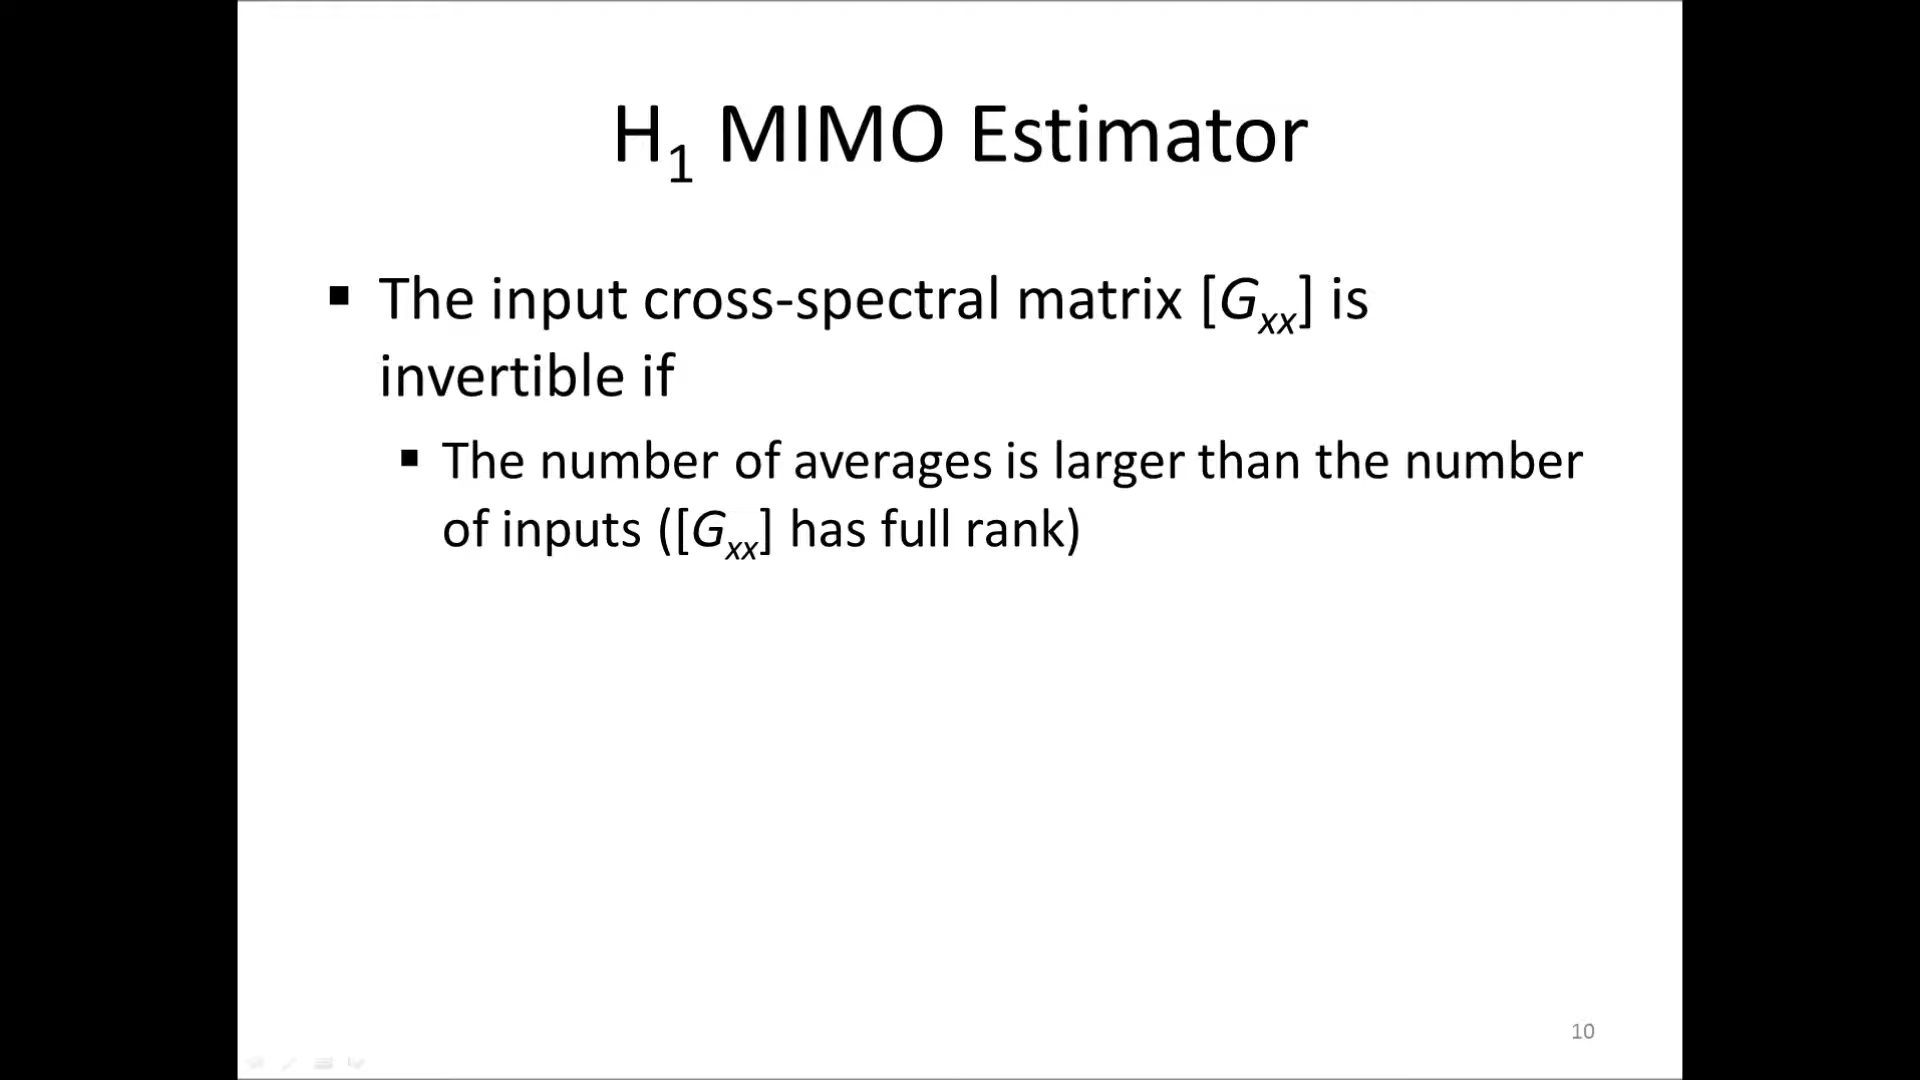 H₁ MIMO Estimator
▪ The input cross-spectral matrix [Gₓₓ] is
invertible if
▪ The number of averages is larger than the number
of inputs ([Gₓₓ] has full rank)
10